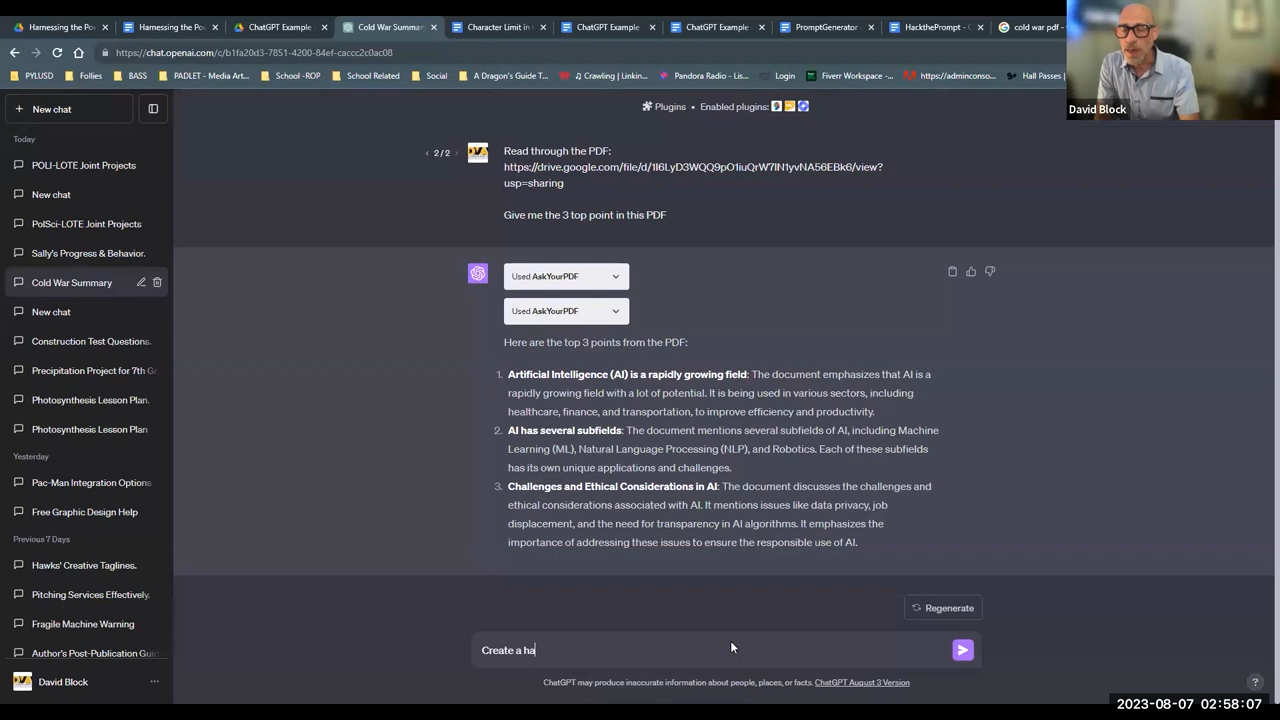 Harnessing the Pow
Harnessing the Pow
ChatGPT Example
Cold War Summar
Character Limit in
ChatGPT Example
ChatGPT Example
PromptGenerator
HackthePrompt - G
cold war pdf -
https://chat.openai.com/c/b1fa20d3-7851-4200-84ef-caccc2c0ac08
PYLUSD
Follies
BASS
PADLET - Media Art...
School -ROP
School Related
Social
A Dragon's Guide T...
Crawling | Linkin...
Pandora Radio - Lis...
Login
Fiverr Workspace -...
https://adminconso...
Hall Passes |
David Block
New chat
Plugins • Enabled plugins:
Today
POLI-LOTE Joint Projects
New chat
PolSci-LOTE Joint Projects
Sally's Progress & Behavior.
Cold War Summary
New chat
Construction Test Questions.
Precipitation Project for 7th Gr
Photosynthesis Lesson Plan.
Photosynthesis Lesson Plan
Yesterday
Pac-Man Integration Options
Free Graphic Design Help
Previous 7 Days
Hawks' Creative Taglines.
Pitching Services Effectively.
Fragile Machine Warning
Author's Post-Publication Guid
David Block
< 2 / 2 >
Read through the PDF:
https://drive.google.com/file/d/1I6LyD3WQQ9pO1iuQrW7IN1yvNA56EBk6/view?
usp=sharing
Give me the 3 top point in this PDF
Used AskYourPDF
Used AskYourPDF
Here are the top 3 points from the PDF:
1. Artificial Intelligence (AI) is a rapidly growing field: The document emphasizes that AI is a
rapidly growing field with a lot of potential. It is being used in various sectors, including
healthcare, finance, and transportation, to improve efficiency and productivity.
2. AI has several subfields: The document mentions several subfields of AI, including Machine
Learning (ML), Natural Language Processing (NLP), and Robotics. Each of these subfields
has its own unique applications and challenges.
3. Challenges and Ethical Considerations in AI: The document discusses the challenges and
ethical considerations associated with AI. It mentions issues like data privacy, job
displacement, and the need for transparency in AI algorithms. It emphasizes the
importance of addressing these issues to ensure the responsible use of AI.
Regenerate
Create a ha
ChatGPT may produce inaccurate information about people, places, or facts. ChatGPT August 3 Version
?
2023-08-07 02:58:07